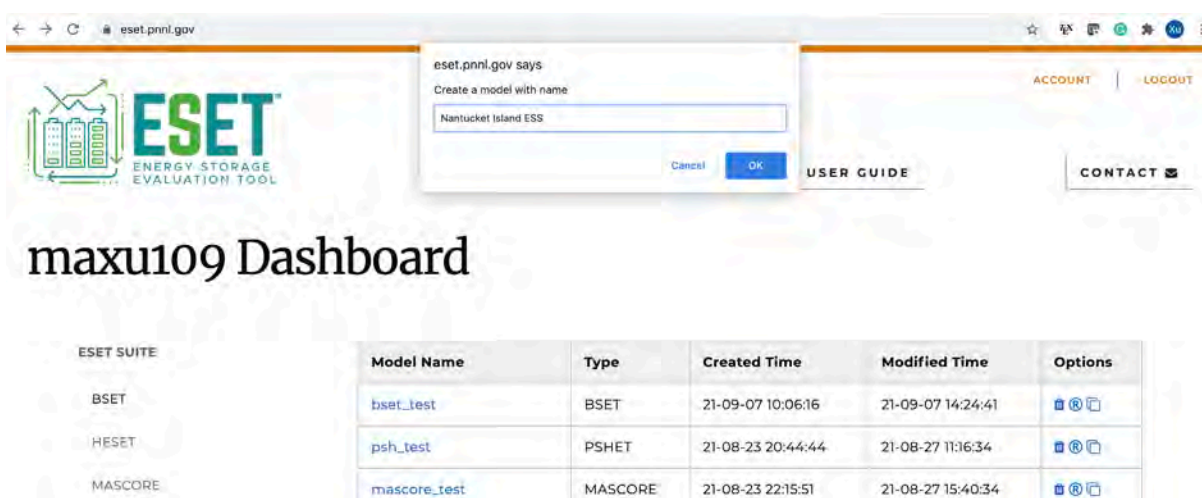 eset.pnnl.gov
Xu
eset.pnnl.gov says
Create a model with name
Nantucket Island ESS
Cancel
OK
ACCOUNT | LOGOUT
ESET
ENERGY STORAGE
EVALUATION TOOL
USER GUIDE
CONTACT
maxu109 Dashboard
ESET SUITE
BSET
HESET
MASCORE
Model Name Type Created Time Modified Time Options
bset_test BSET 21-09-07 10:06:16 21-09-07 14:24:41
psh_test PSHET 21-08-23 20:44:44 21-08-27 11:16:34
mascore_test MASCORE 21-08-23 22:15:51 21-08-27 15:40:34